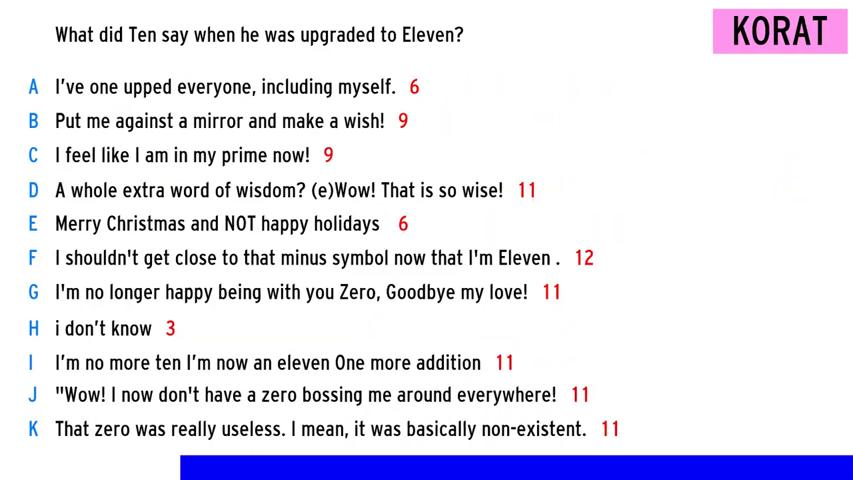 What did Ten say when he was upgraded to Eleven?
KORAT
A I've one upped everyone, including myself. 6
B Put me against a mirror and make a wish! 9
C I feel like I am in my prime now! 9
D A whole extra word of wisdom? (e)Wow! That is so wise! 11
E Merry Christmas and NOT happy holidays 6
F I shouldn't get close to that minus symbol now that I'm Eleven . 12
G I'm no longer happy being with you Zero, Goodbye my love! 11
H i don't know 3
I I'm no more ten I'm now an eleven One more addition 11
J "Wow! I now don't have a zero bossing me around everywhere! 11
K That zero was really useless. I mean, it was basically non-existent. 11